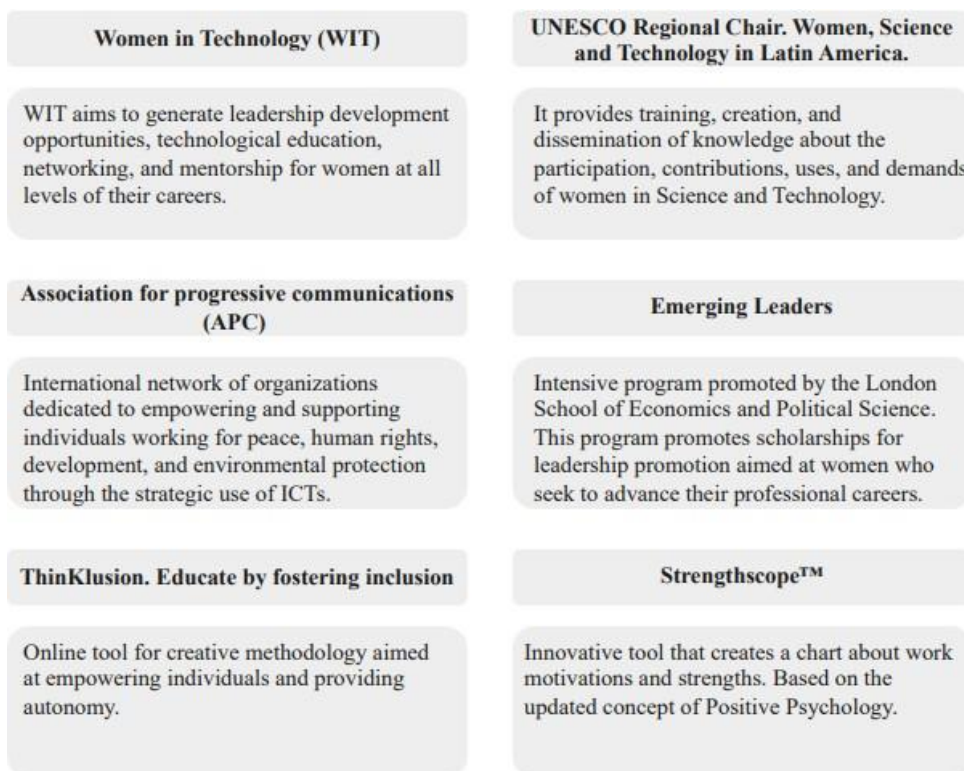 Women in Technology (WIT)
WIT aims to generate leadership development
opportunities, technological education,
networking, and mentorship for women at all
levels of their careers.
UNESCO Regional Chair. Women, Science
and Technology in Latin America.
It provides training, creation, and
dissemination of knowledge about the
participation, contributions, uses, and demands
of women in Science and Technology.
Association for progressive communications
(APC)
International network of organizations
dedicated to empowering and supporting
individuals working for peace, human rights,
development, and environmental protection
through the strategic use of ICTs.
Emerging Leaders
Intensive program promoted by the London
School of Economics and Political Science.
This program promotes scholarships for
leadership promotion aimed at women who
seek to advance their professional careers.
ThinKlusion. Educate by fostering inclusion
Online tool for creative methodology aimed
at empowering individuals and providing
autonomy.
Strengthscope™
Innovative tool that creates a chart about work
motivations and strengths. Based on the
updated concept of Positive Psychology.